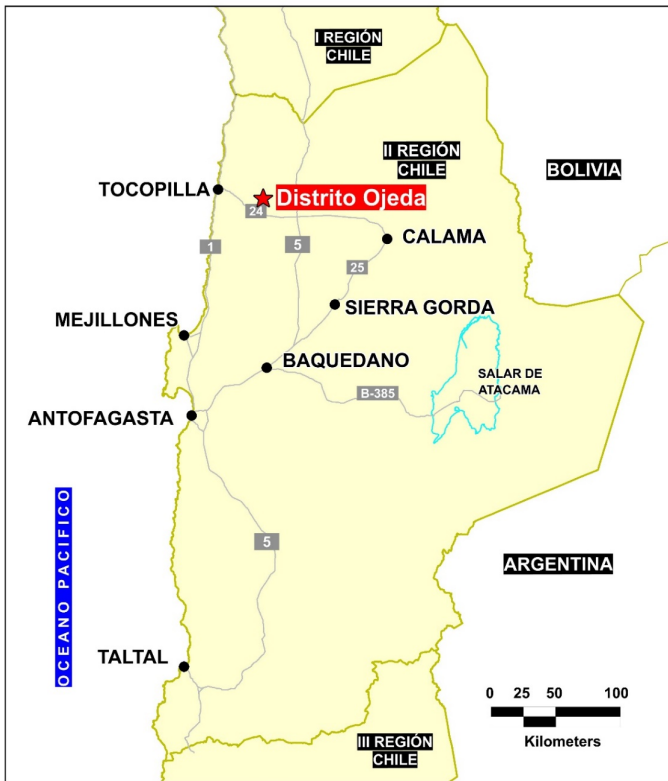 I REGIÓN
CHILE
II REGIÓN
CHILE
BOLIVIA
TOCOPILLA
Distrito Ojeda
24
CALAMA
1
5
25
SIERRA GORDA
MEJILLONES
BAQUEDANO
SALAR DE
ATACAMA
B-385
ANTOFAGASTA
OCEANO PACIFICO
5
ARGENTINA
TALTAL
0 25 50 100
Kilometers
III REGIÓN
CHILE